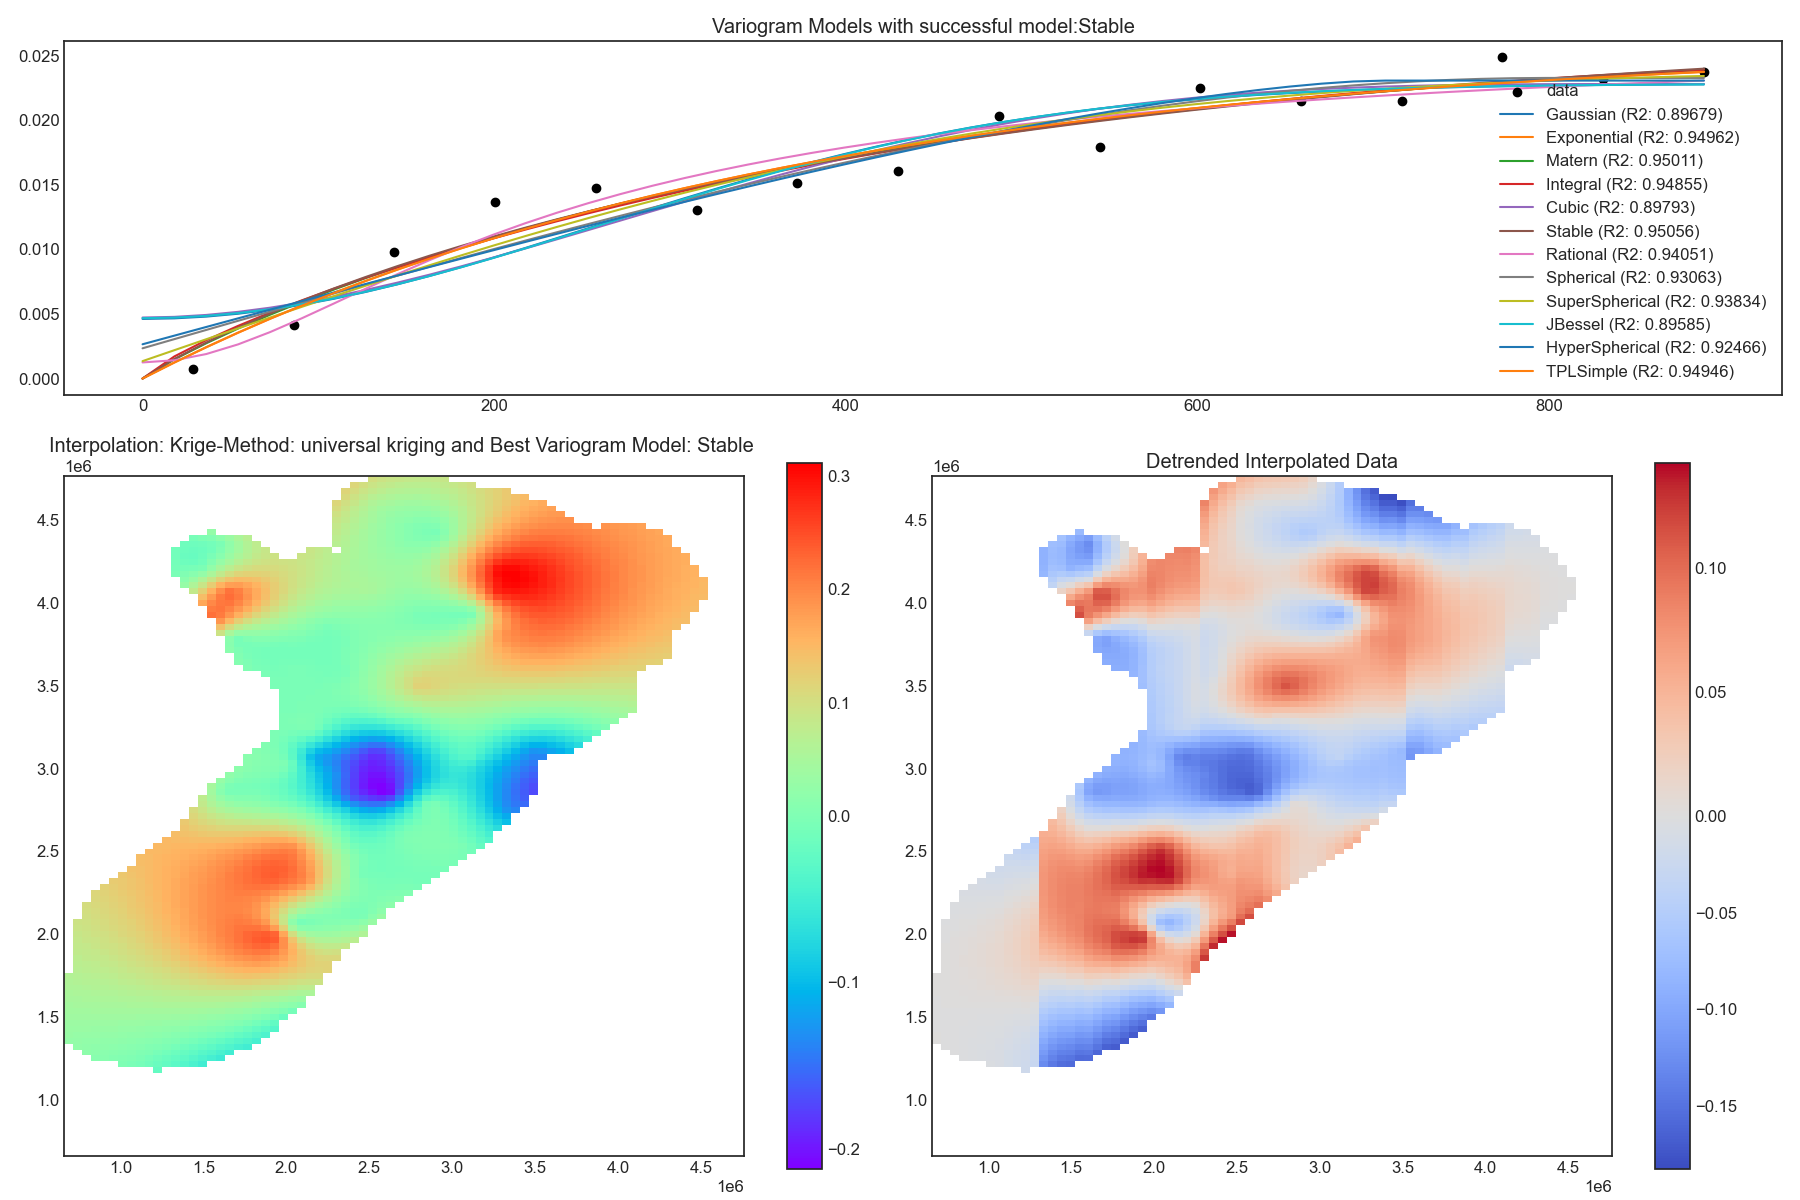 Variogram Models with successful model:Stable
0.025
0.020
0.015
0.010
0.005
0.000
data
Gaussian (R2: 0.89679)
Exponential (R2: 0.94962)
Matern (R2: 0.95011)
Integral (R2: 0.94855)
Cubic (R2: 0.89793)
Stable (R2: 0.95056)
Rational (R2: 0.94051)
Spherical (R2: 0.93063)
SuperSpherical (R2: 0.93834)
JBessel (R2: 0.89585)
HyperSpherical (R2: 0.92466)
TPLSimple (R2: 0.94946)
0 200 400 600 800
Interpolation: Krige-Method: universal kriging and Best Variogram Model: Stable
1e6
4.5
4.0
3.5
3.0
2.5
2.0
1.5
1.0
1.0 1.5 2.0 2.5 3.0 3.5 4.0 4.5
1e6
0.3
0.2
0.1
0.0
−0.1
−0.2
Detrended Interpolated Data
1e6
4.5
4.0
3.5
3.0
2.5
2.0
1.5
1.0
1.0 1.5 2.0 2.5 3.0 3.5 4.0 4.5
1e6
0.10
0.05
0.00
−0.05
−0.10
−0.15